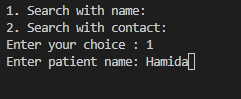 1. Search with name:
2. Search with contact:
Enter your choice : 1
Enter patient name: Hamida